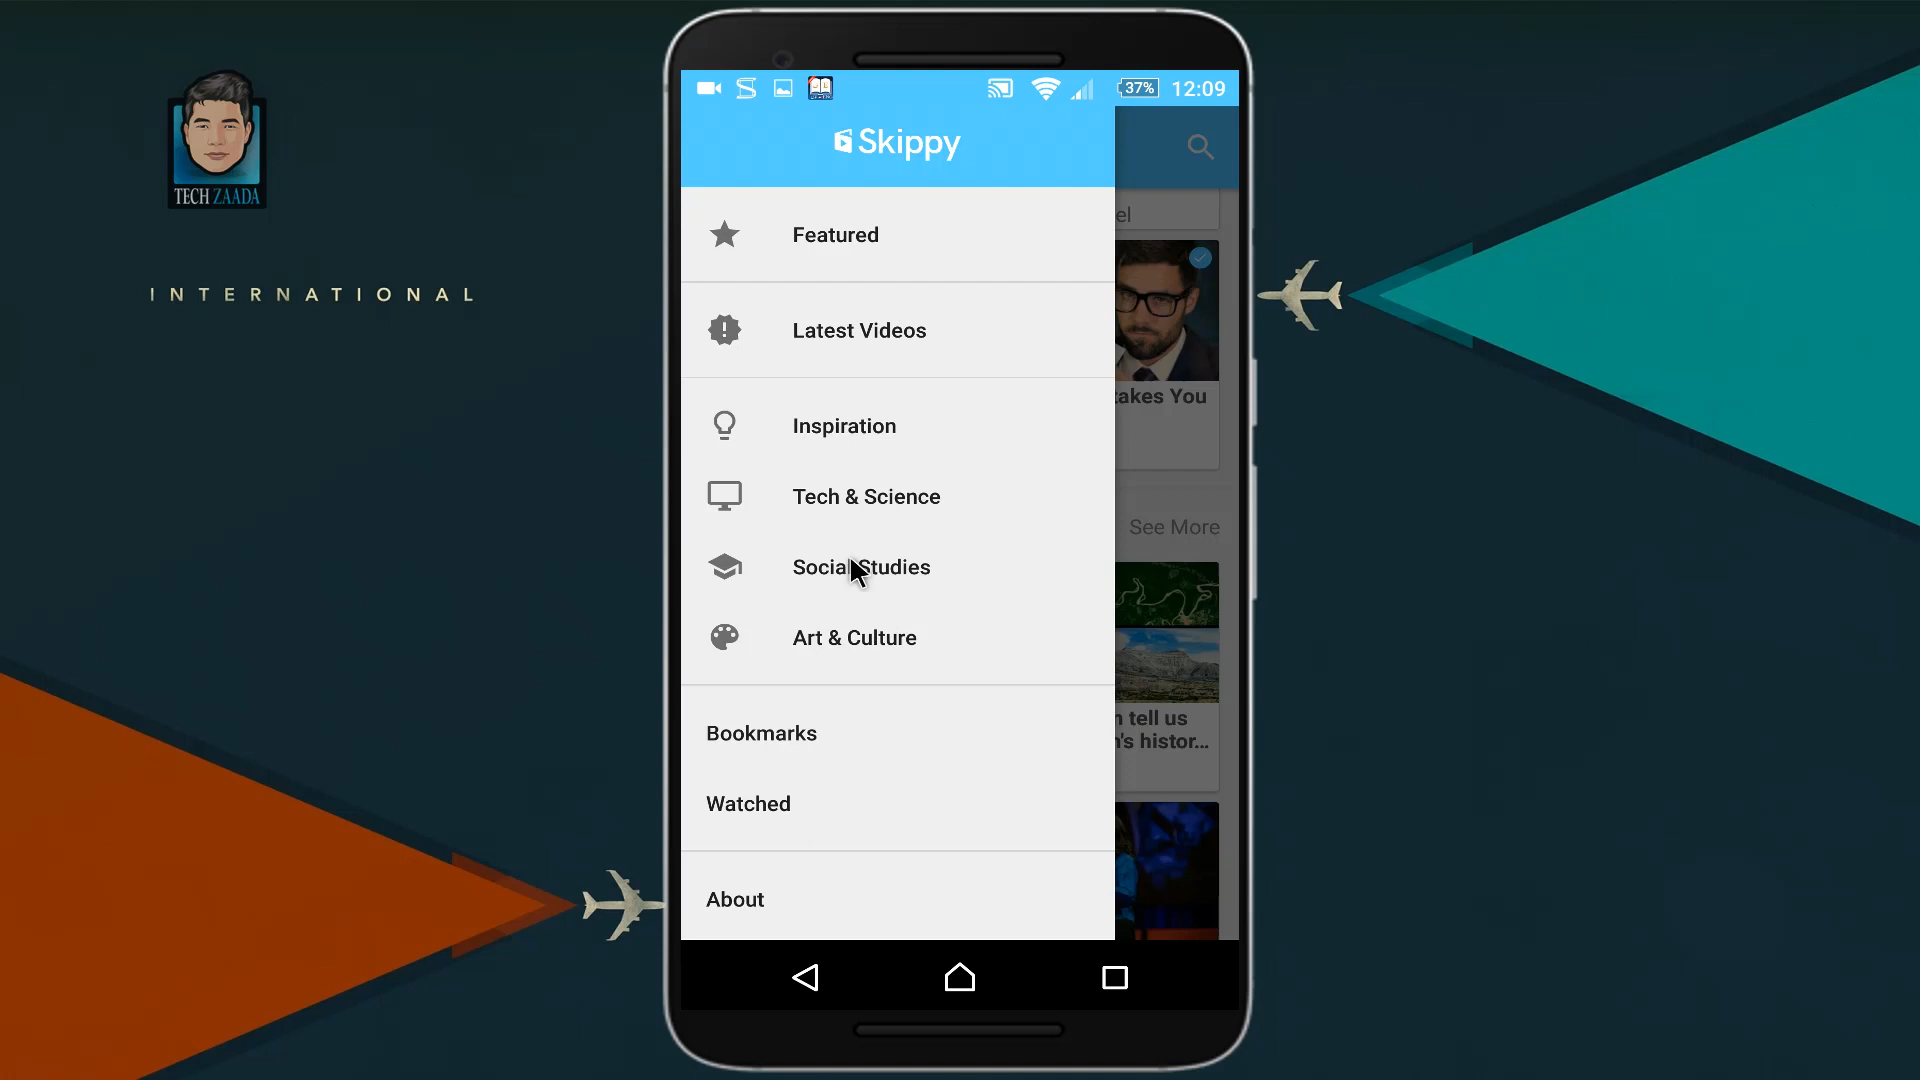 TECH ZAADA
INTERNATIONAL
37% 12:09
Skippy
el
Featured
Latest Videos
takes You
Inspiration
Tech & Science
See More
Social Studies
Art & Culture
n tell us
n's histor...
Bookmarks
Watched
About